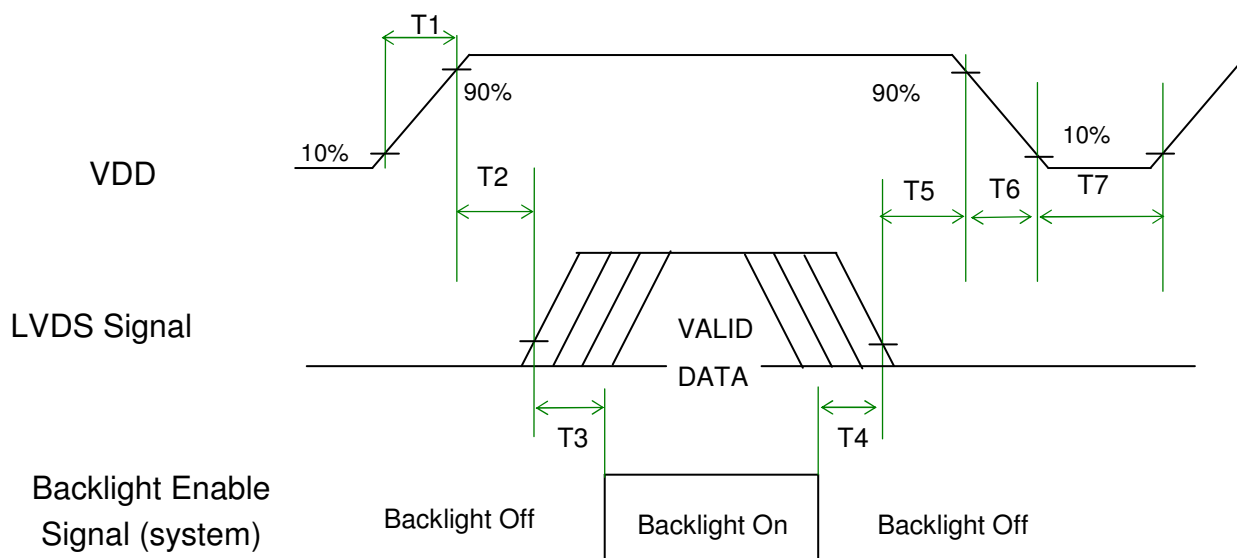 T1
90%
90%
10%
10%
VDD
T2
T5
T6
T7
LVDS Signal
VALID
DATA
T3
T4
Backlight Enable
Signal (system)
Backlight Off
Backlight On
Backlight Off